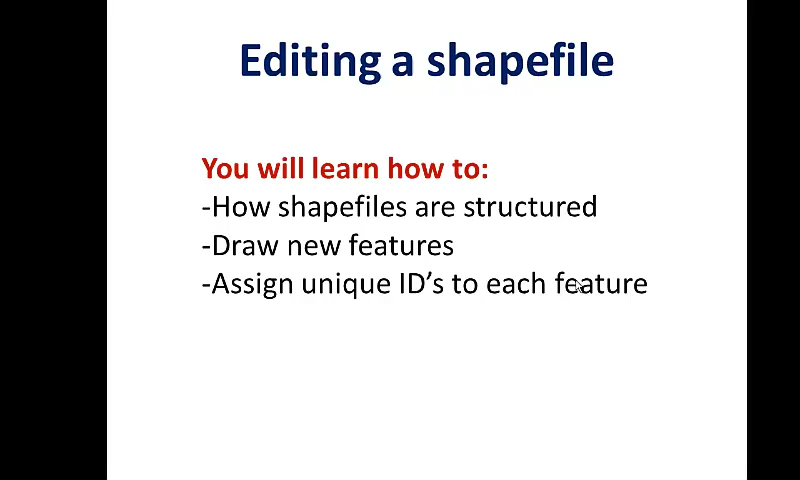 Editing a shapefile
You will learn how to:
-How shapefiles are structured
-Draw new features
-Assign unique ID’s to each feature